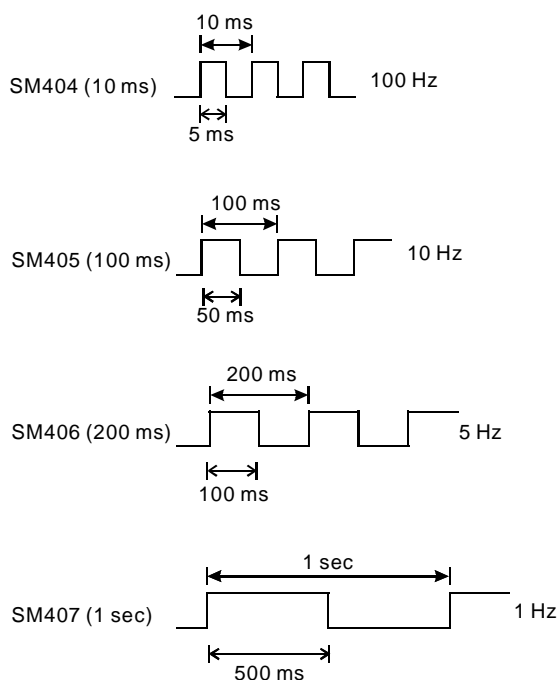 10 ms
SM404 (10 ms)
100 Hz
5 ms
100 ms
SM405 (100 ms)
10 Hz
50 ms
200 ms
SM406 (200 ms)
5 Hz
100 ms
1 sec
SM407 (1 sec)
1 Hz
500 ms